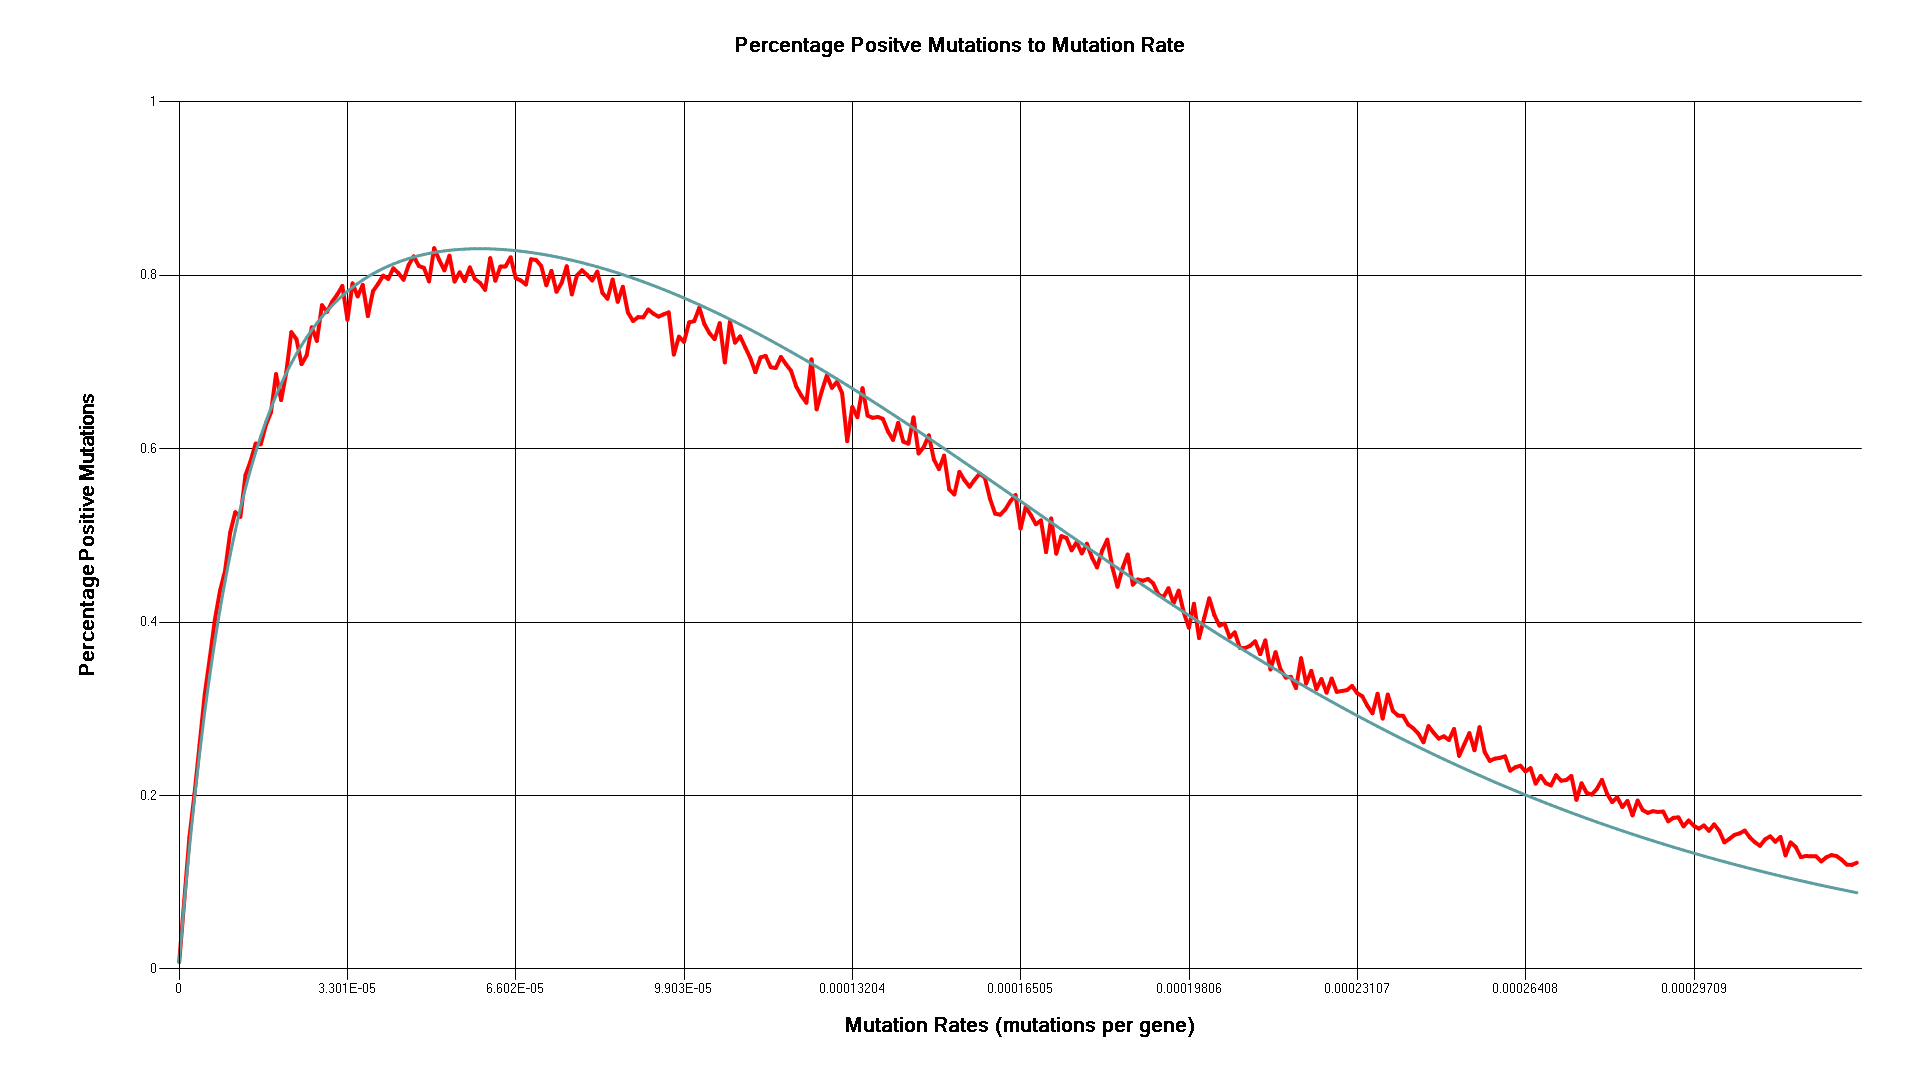 Percentage Positve Mutations to Mutation Rate
Percentage Positive Mutations
1
0.8
0.6
0.4
0.2
0
0 3.301E-05 6.602E-05 9.903E-05 0.00013204 0.00016505 0.00019806 0.00023107 0.00026408 0.00029709
Mutation Rates (mutations per gene)